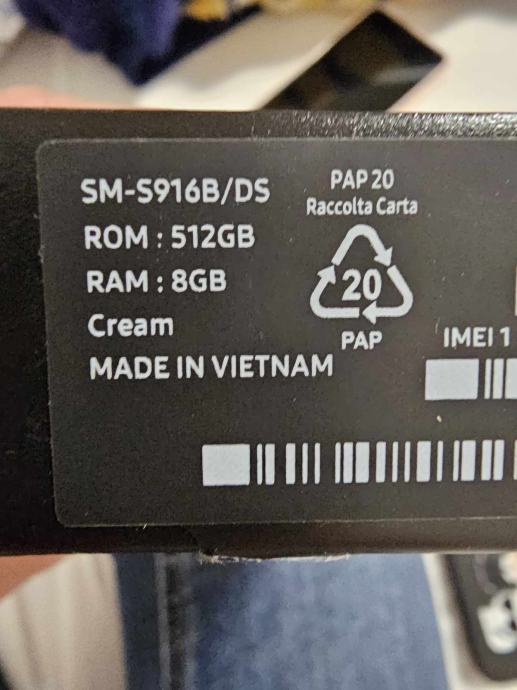 SM-S916B/DS
ROM : 512GB
RAM : 8GB
Cream
MADE IN VIETNAM
PAP 20
Raccolta Carta
20
PAP
IMEI 1